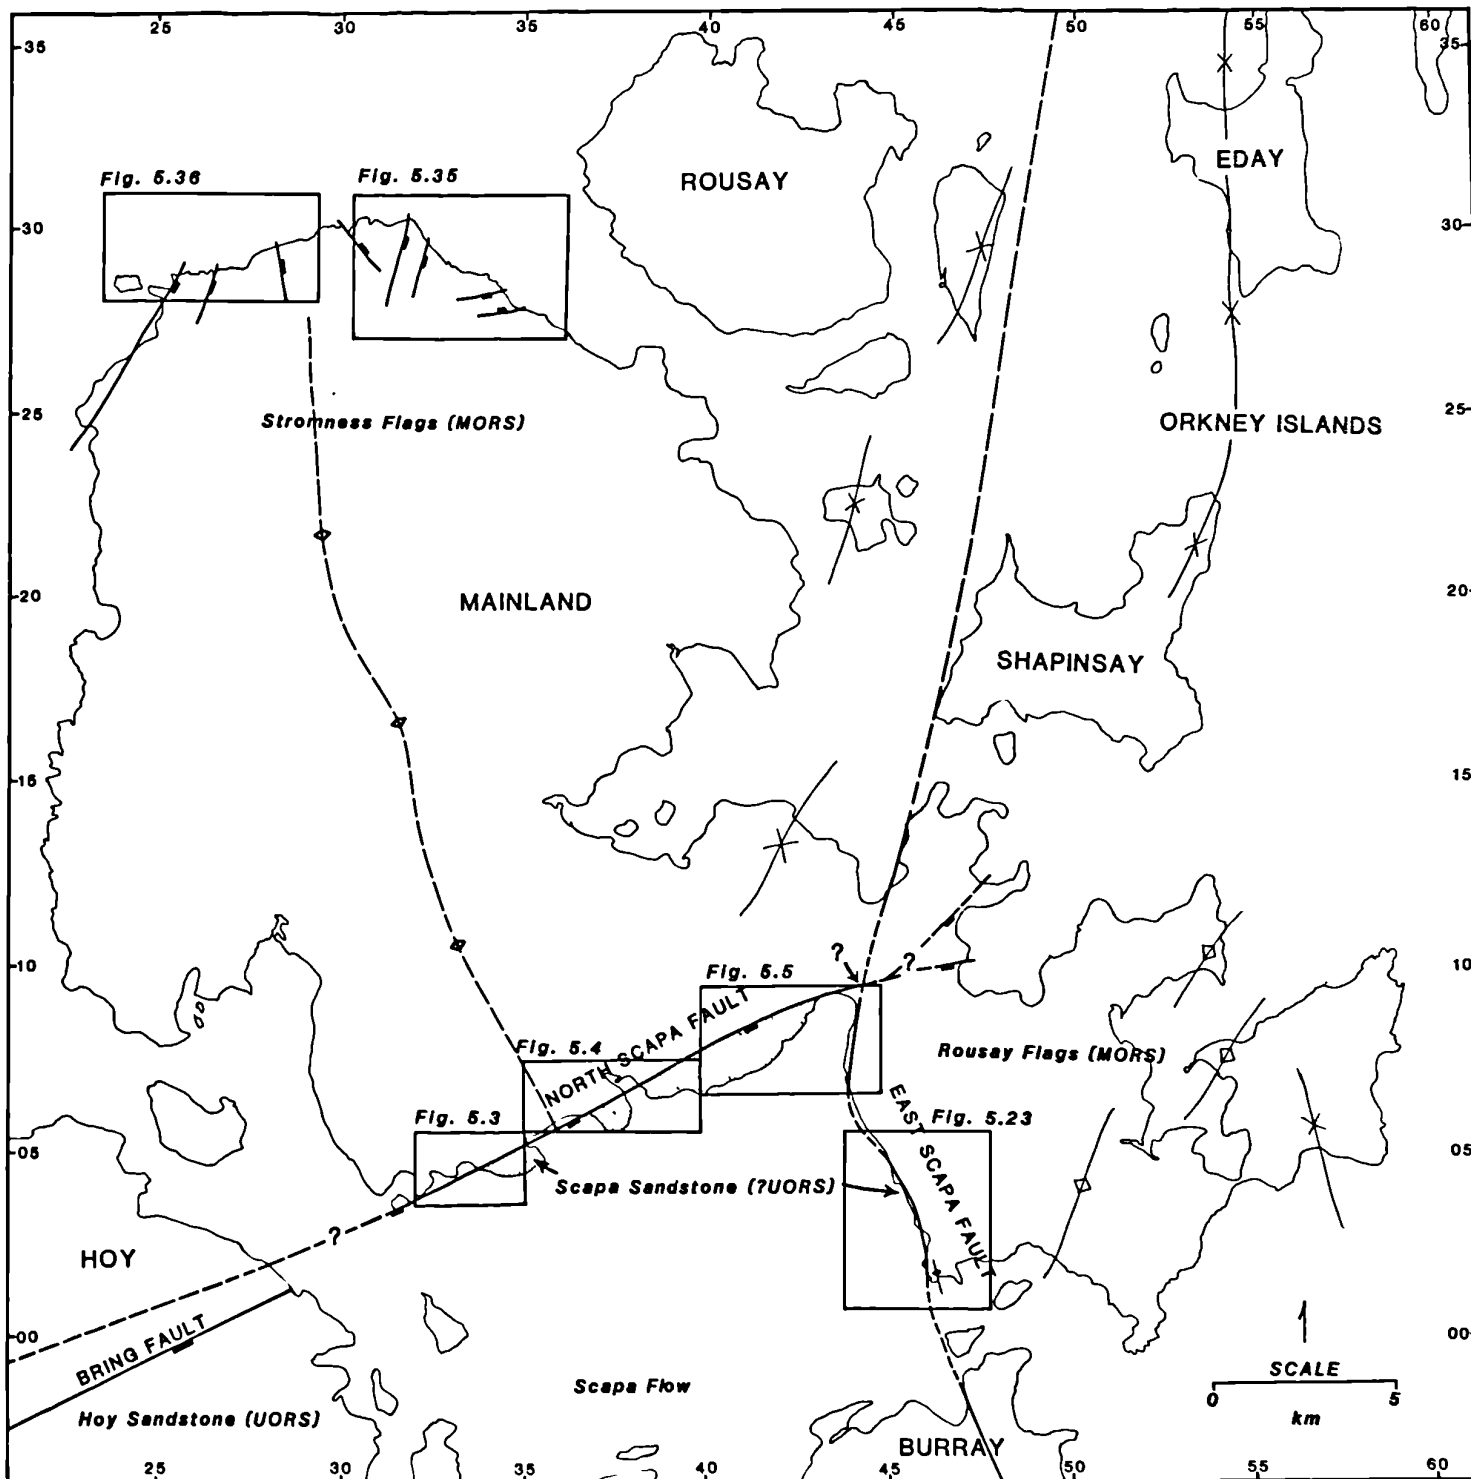 25 30 35 40 45 50 55 60
35 35
EDAY
ROUSAY
Fig. 5.36
Fig. 5.35
30 30
Stromness Flags (MORS)
25 25
ORKNEY ISLANDS
MAINLAND
20 20
SHAPINSAY
15 15
?
?
10 10
Fig. 5.5
NORTH SCAPA FAULT
Fig. 5.4
Rousay Flags (MORS)
EAST SCAPA FAULT
Fig. 5.3
Fig. 5.23
05 05
Scapa Sandstone (?UORS)
?
HOY
BRING FAULT
00 00
SCALE
0 5
km
Scapa Flow
Hoy Sandstone (UORS)
BURRAY
25 30 35 40 45 50 55 60